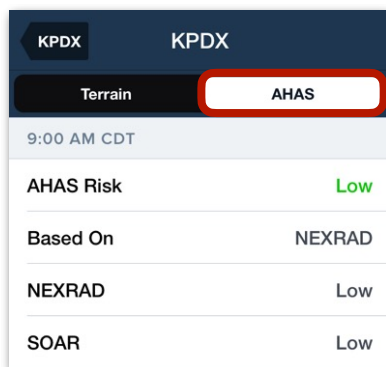 KPDX KPDX
Terrain AHAS
9:00 AM CDT
AHAS Risk Low
Based On NEXRAD
NEXRAD Low
SOAR Low